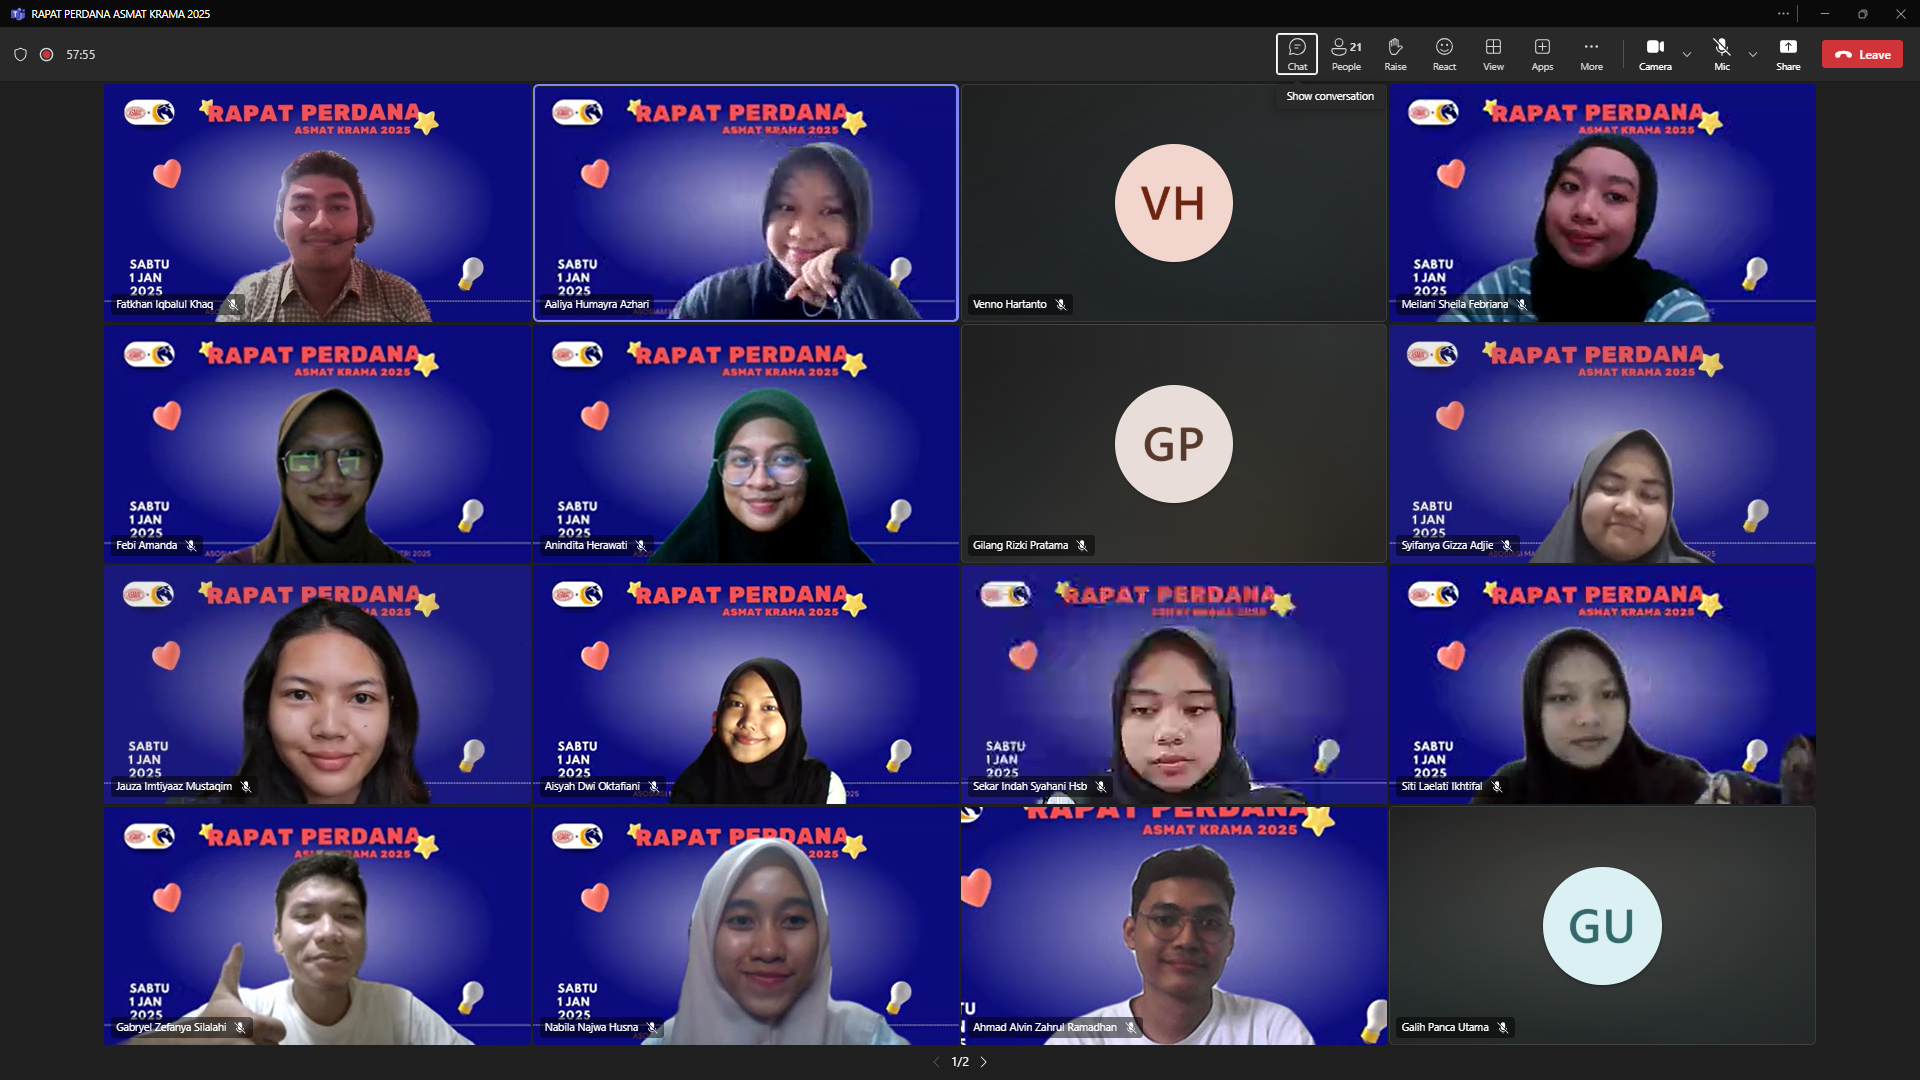 RAPAT PERDANA ASMAT KRAMA 2025
57:55
Chat
21
People
Raise
React
View
Apps
More
Camera
Mic
Share
Leave
Show conversation
RAPAT PERDANA
ASMAT KRAMA 2025
SABTU
1 JAN
2025
Fatkhan Iqbalul Khaq
RAPAT PERDANA
ASMAT KRAMA 2025
SABTU
1 JAN
2025
Aaliya Humayra Azhari
VH
Venno Hartanto
RAPAT PERDANA
ASMAT KRAMA 2025
SABTU
1 JAN
2025
Meilani Sheila Febriana
RAPAT PERDANA
ASMAT KRAMA 2025
SABTU
1 JAN
2025
Febi Amanda
RAPAT PERDANA
ASMAT KRAMA 2025
SABTU
1 JAN
2025
Anindita Herawati
GP
Gilang Rizki Pratama
RAPAT PERDANA
ASMAT KRAMA 2025
SABTU
1 JAN
2025
Syifanya Gizza Adjie
RAPAT PERDANA
KRAMA 2025
SABTU
1 JAN
2025
Jauza Imtiyaaz Mustaqim
RAPAT PERDANA
ASMAT KRAMA 2025
SABTU
1 JAN
2025
Aisyah Dwi Oktafiani
RAPAT PERDANA
SABTU
1 JAN
2025
Sekar Indah Syahani Hsb
RAPAT PERDANA
ASMAT KRAMA 2025
SABTU
1 JAN
2025
Siti Laelati Ikhtifal
RAPAT PERDANA
2025
SABTU
1 JAN
2025
Gabryel Zefanya Silalahi
RAPAT PERDANA
2025
SABTU
1 JAN
2025
Nabila Najwa Husna
RAPAT PERDANA
ASMAT KRAMA 2025
Ahmad Alvin Zahrul Ramadhan
GU
Galih Panca Utama
1/2